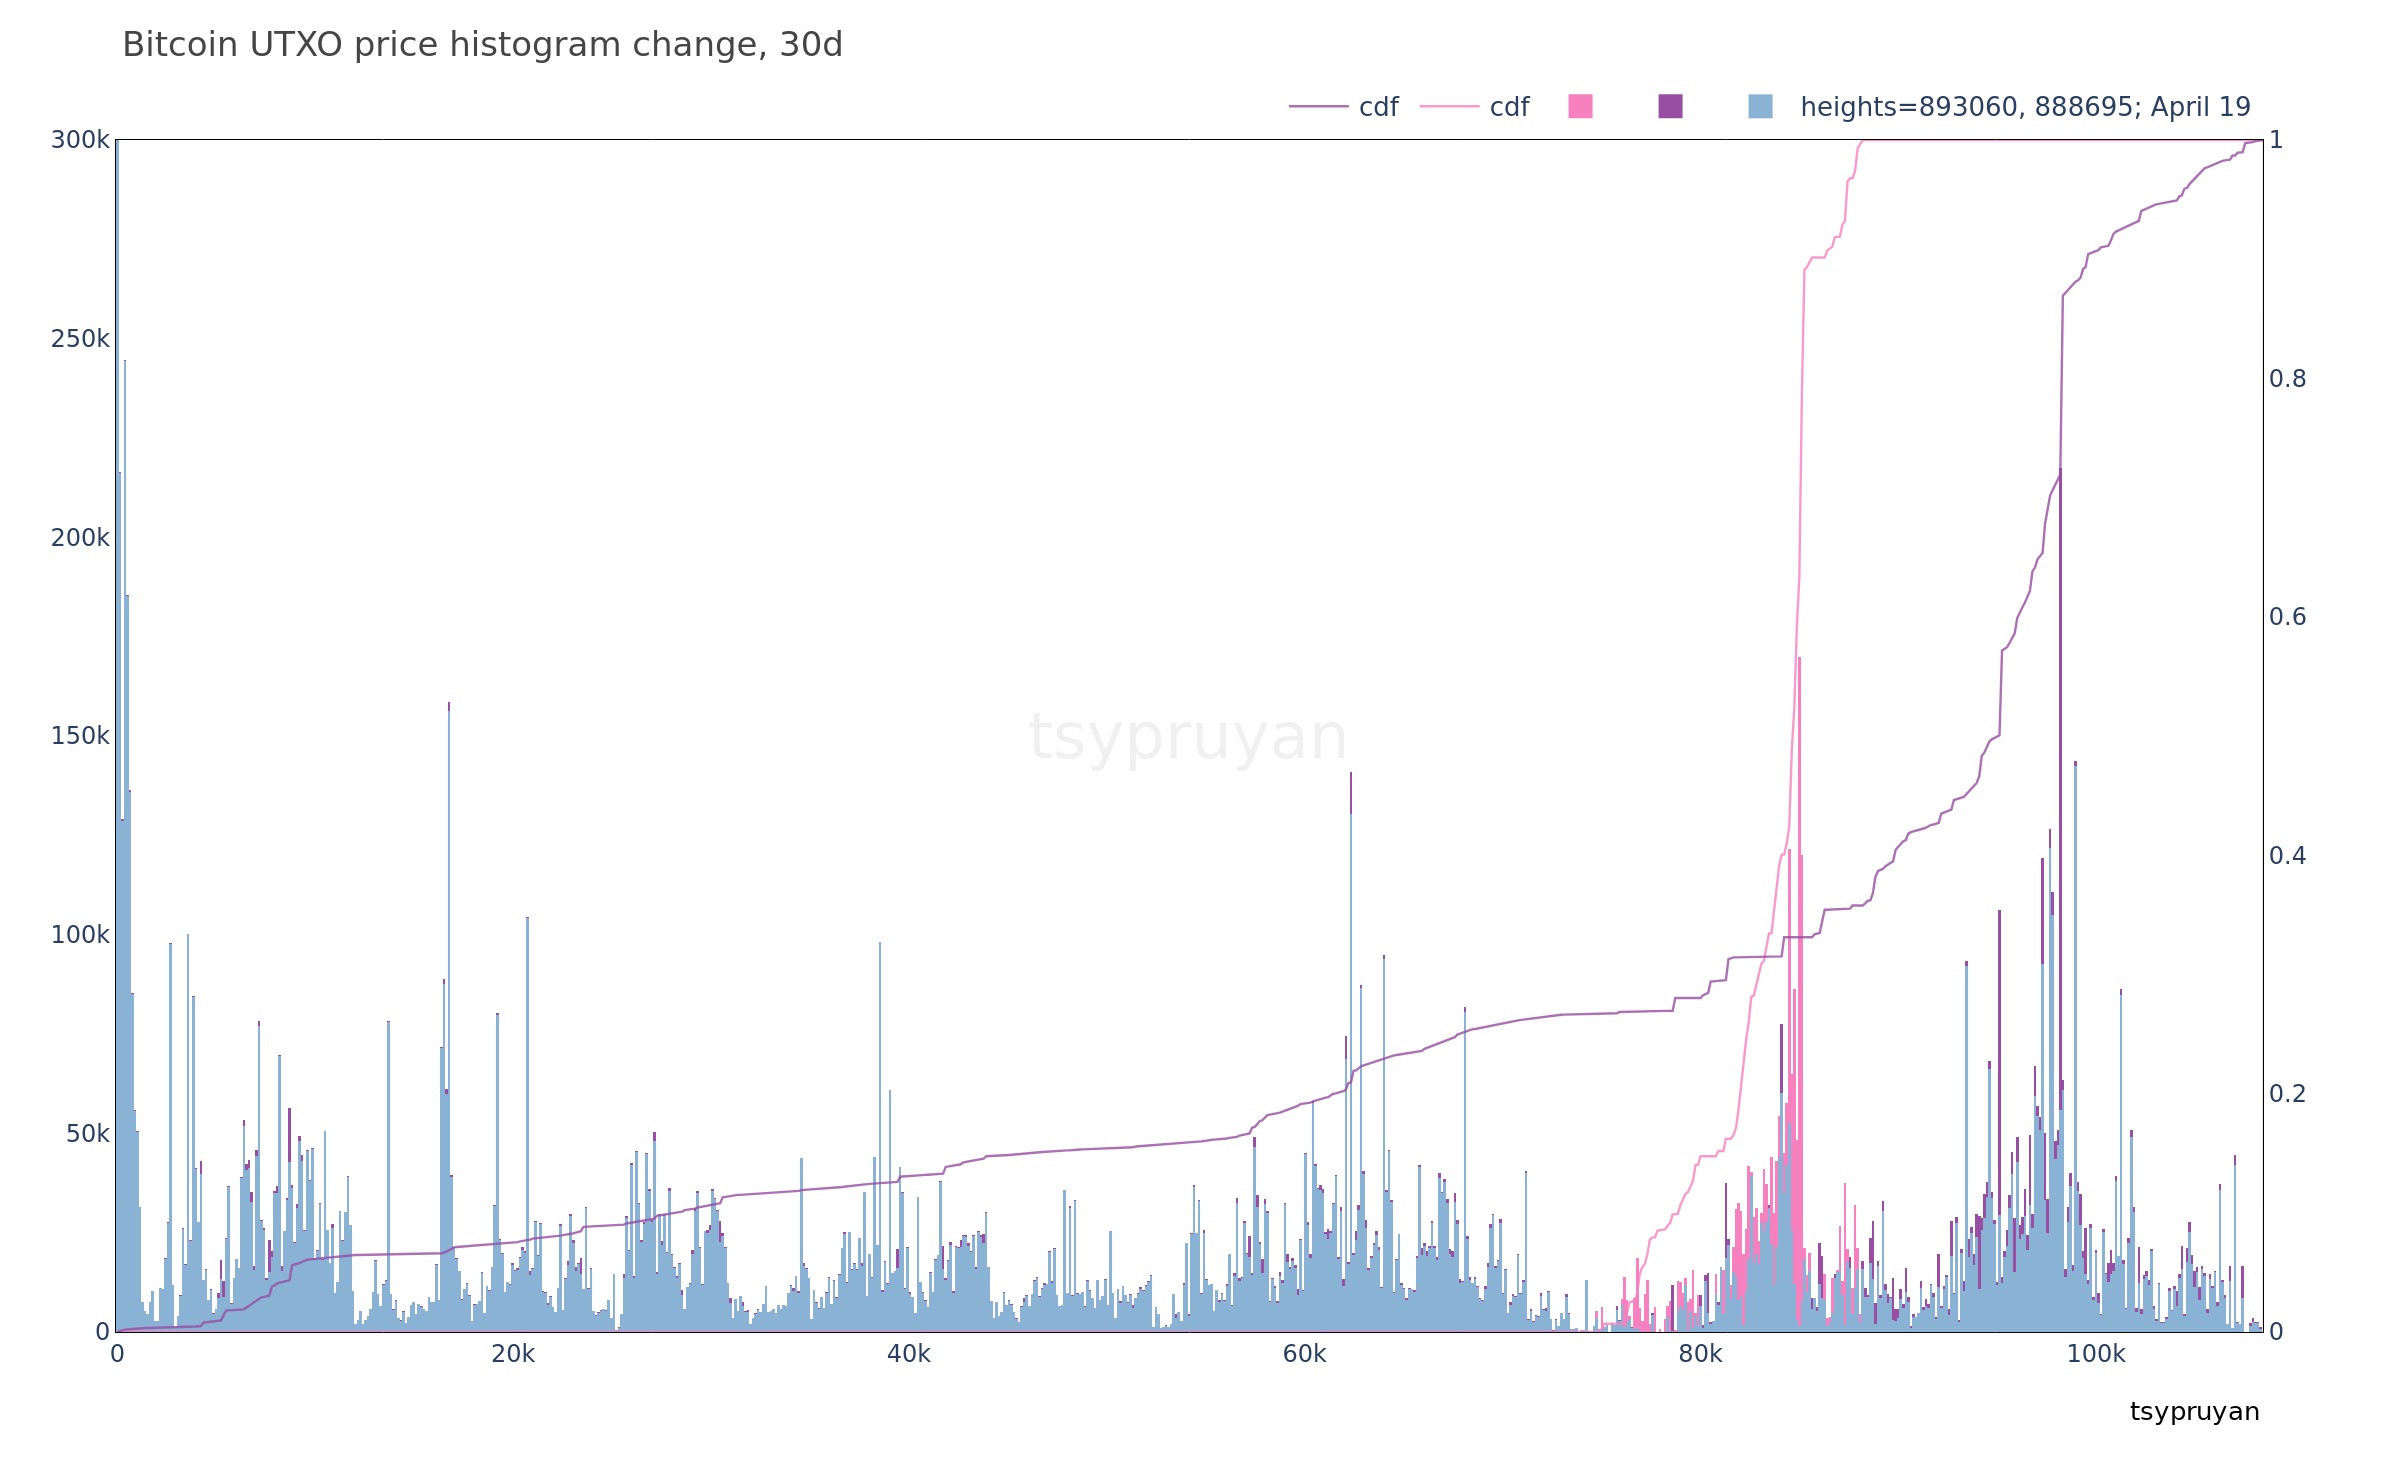 Bitcoin UTXO price histogram change, 30d
cdf cdf heights=893060, 888695; April 19
300k 1
250k
0.8
200k
0.6
150k
tsypruyan
0.4
100k
0.2
50k
0 0
0 20k 40k 60k 80k 100k
tsypruyan